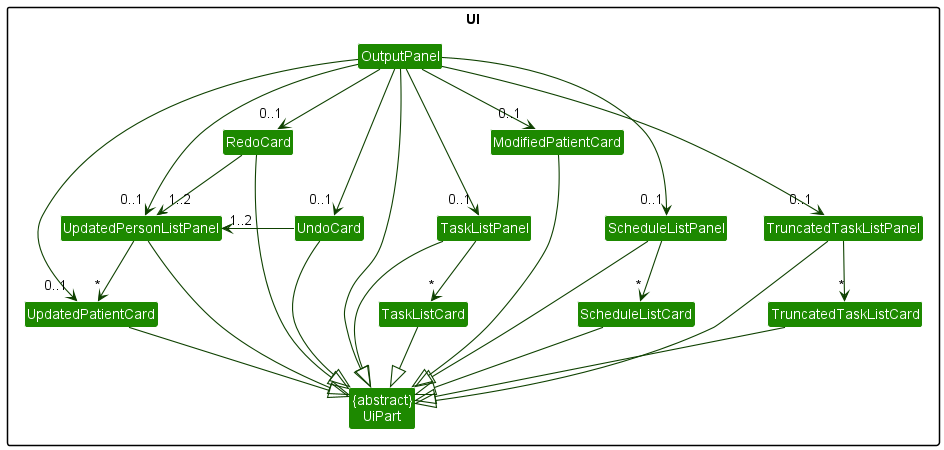 UI
OutputPanel
0..1
0..1
RedoCard
ModifiedPatientCard
0..1
1..2
0..1
0..1
0..1
0..1
UpdatedPersonListPanel
1..2
UndoCard
TaskListPanel
ScheduleListPanel
TruncatedTaskListPanel
0..1
*
*
*
*
UpdatedPatientCard
TaskListCard
ScheduleListCard
TruncatedTaskListCard
{abstract}
UiPart